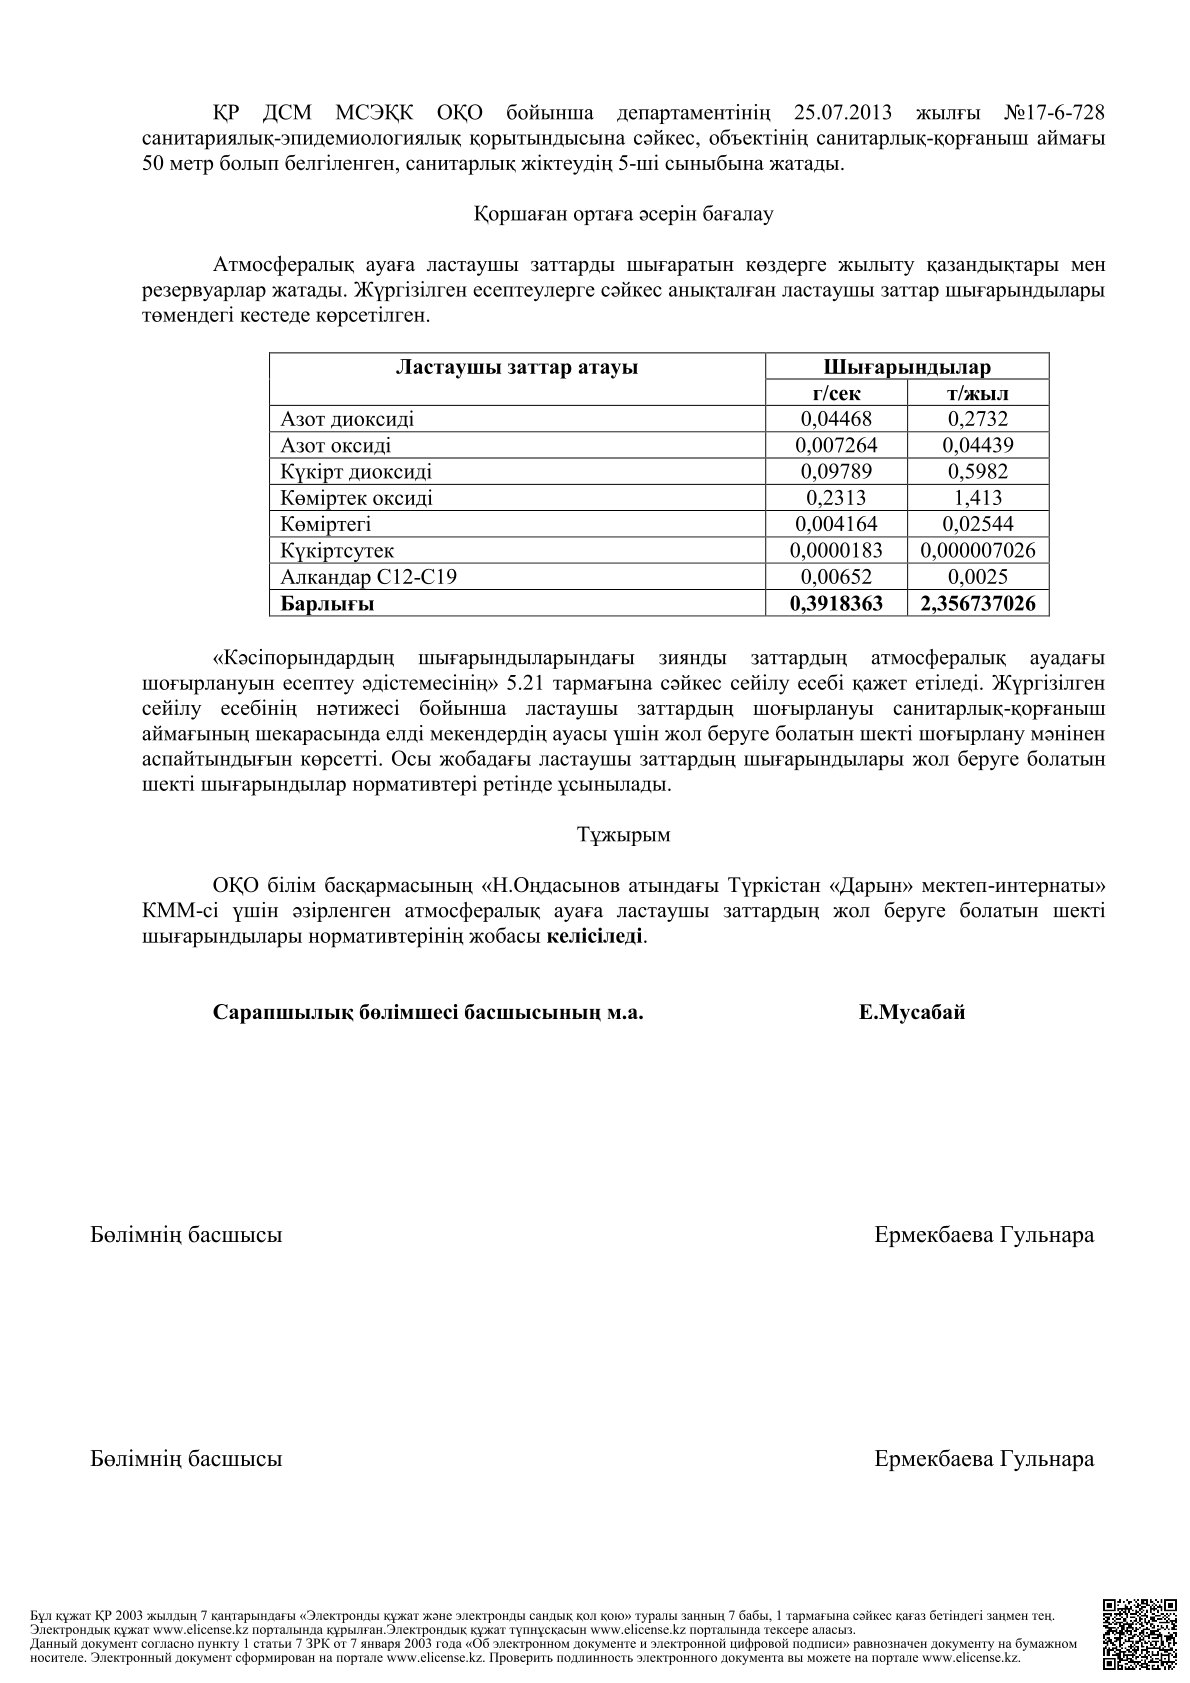 ҚР ДСМ МСЭҚК ОҚО бойынша департаментінің 25.07.2013 жылғы №17-6-728
санитариялық-эпидемиологиялық қорытындысына сәйкес, объектінің санитарлық-қорғаныш аймағы
50 метр болып белгіленген, санитарлық жіктеудің 5-ші сыныбына жатады.
Қоршаған ортаға әсерін бағалау
Атмосфералық ауаға ластаушы заттарды шығаратын көздерге жылыту қазандықтары мен
резервуарлар жатады. Жүргізілген есептеулерге сәйкес анықталған ластаушы заттар шығарындылары
төмендегі кестеде көрсетілген.
Ластаушы заттар атауы Шығарындылар
г/сек т/жыл
Азот диоксиді 0,04468 0,2732
Азот оксиді 0,007264 0,04439
Күкірт диоксиді 0,09789 0,5982
Көміртек оксиді 0,2313 1,413
Көміртегі 0,004164 0,02544
Күкіртсутек 0,0000183 0,000007026
Алкандар С12-С19 0,00652 0,0025
Барлығы 0,3918363 2,356737026
«Кәсіпорындардың шығарындыларындағы зиянды заттардың атмосфералық ауадағы
шоғырлануын есептеу әдістемесінің» 5.21 тармағына сәйкес сейілу есебі қажет етіледі. Жүргізілген
сейілу есебінің нәтижесі бойынша ластаушы заттардың шоғырлануы санитарлық-қорғаныш
аймағының шекарасында елді мекендердің ауасы үшін жол беруге болатын шекті шоғырлану мәнінен
аспайтындығын көрсетті. Осы жобадағы ластаушы заттардың шығарындылары жол беруге болатын
шекті шығарындылар нормативтері ретінде ұсынылады.
Тұжырым
ОҚО білім басқармасының «Н.Оңдасынов атындағы Түркістан «Дарын» мектеп-интернаты»
КММ-сі үшін әзірленген атмосфералық ауаға ластаушы заттардың жол беруге болатын шекті
шығарындылары нормативтерінің жобасы келісіледі.
Сарапшылық бөлімшесі басшысының м.а. Е.Мусабай
Бөлімнің басшысы Ермекбаева Гульнара
Бөлімнің басшысы Ермекбаева Гульнара
Бұл құжат ҚР 2003 жылдың 7 қаңтарындағы «Электронды құжат және электронды сандық қол қою» туралы заңның 7 бабы, 1 тармағына сәйкес қағаз бетіндегі заңмен тең.
Электрондық құжат www.elicense.kz порталында құрылған.Электрондық құжат түпнұсқасын www.elicense.kz порталында тексере аласыз.
Данный документ согласно пункту 1 статьи 7 ЗРК от 7 января 2003 года «Об электронном документе и электронной цифровой подписи» равнозначен документу на бумажном
носителе. Электронный документ сформирован на портале www.elicense.kz. Проверить подлинность электронного документа вы можете на портале www.elicense.kz.